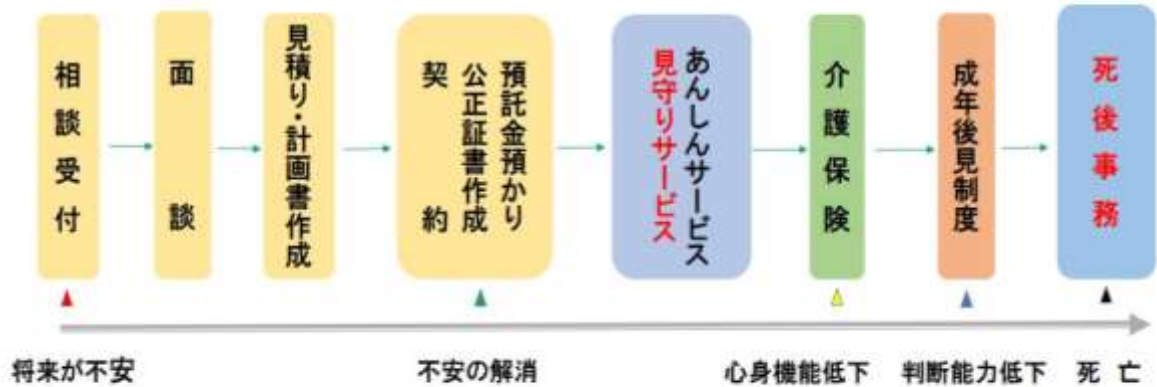 相談受付
面談
見積り・計画書作成
預託金預かり
公正証書作成
契約
あんしんサービス
見守りサービス
介護保険
成年後見制度
死後事務
将来が不安
不安の解消
心身機能低下
判断能力低下
死亡